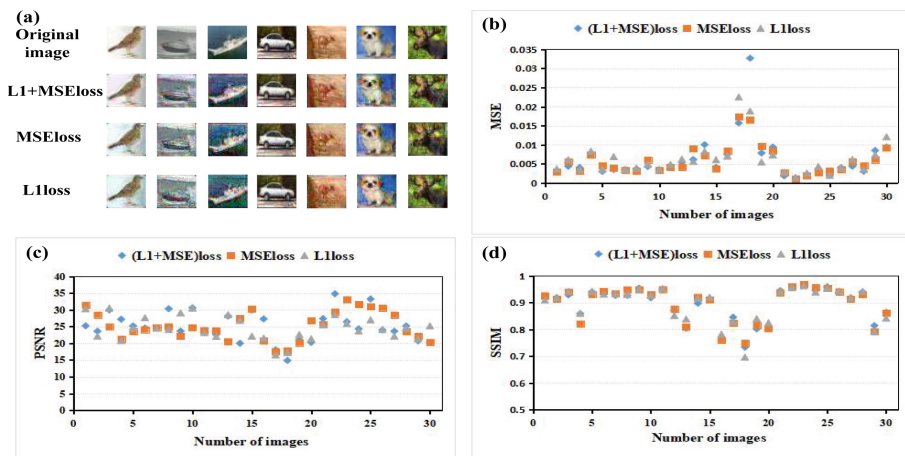 (a)
Original
image
L1+MSEloss
MSEloss
L1loss
(b)
(L1+MSE)loss MSEloss L1loss
MSE
0.035
0.03
0.025
0.02
0.015
0.01
0.005
0
0 5 10 15 20 25 30
Number of images
(c)
(L1+MSE)loss MSEloss L1loss
PSNR
40
35
30
25
20
15
10
5
0
0 5 10 15 20 25 30
Number of images
(d)
(L1+MSE)loss MSEloss L1loss
SSIM
1
0.9
0.8
0.7
0.6
0.5
0 5 10 15 20 25 30
Number of images